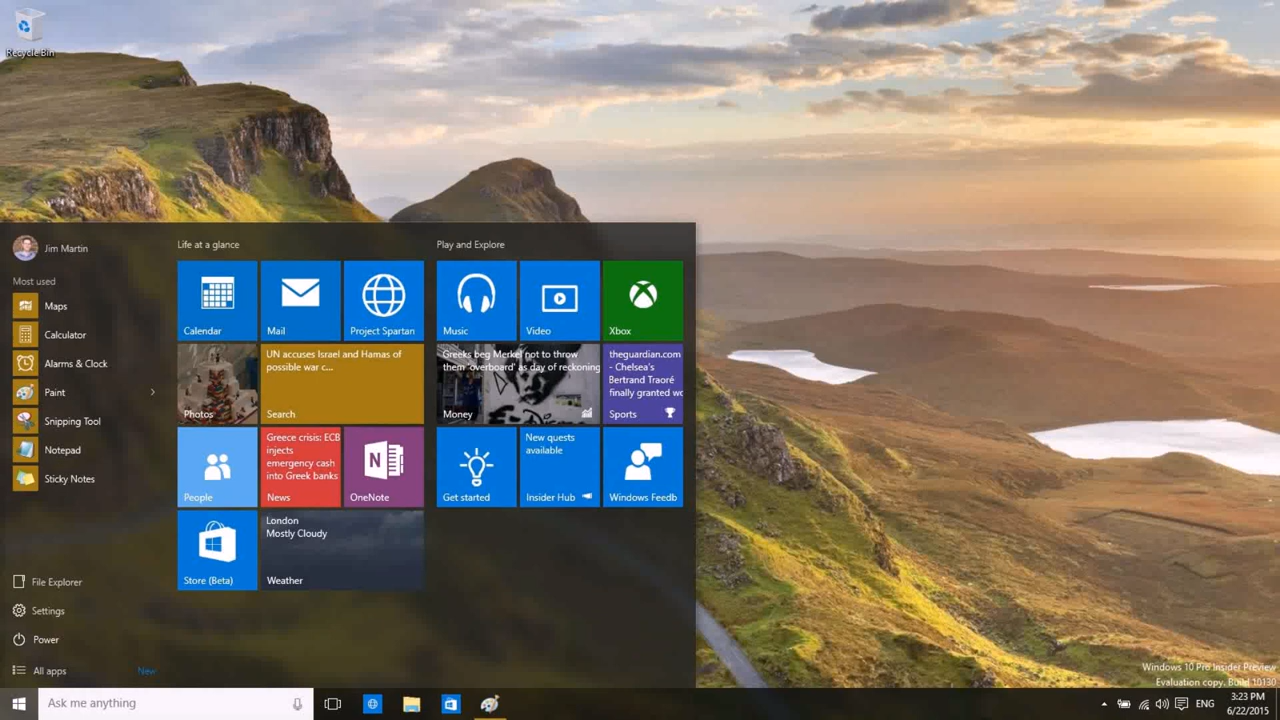 Recycle Bin
Jim Martin
Most used
Maps
Calculator
Alarms & Clock
Paint
Snipping Tool
Notepad
Sticky Notes
File Explorer
Settings
Power
All apps
New
Life at a glance
Calendar
Mail
Project Spartan
Photos
UN accuses Israel and Hamas of
possible war c...
Search
People
Greece crisis: ECB
injects
emergency cash
into Greek banks
News
N
OneNote
Store (Beta)
London
Mostly Cloudy
Weather
Play and Explore
Music
Video
Xbox
Greeks beg Merkel not to throw
them 'overboard' as day of reckoning
Money
theguardian.com
- Chelsea's
Bertrand Traoré
finally granted wo
Sports
Get started
New quests
available
Insider Hub
Windows Feedb
Windows 10 Pro Insider Preview
Evaluation copy. Build 10130
Ask me anything
ENG
3:23 PM
6/22/2015